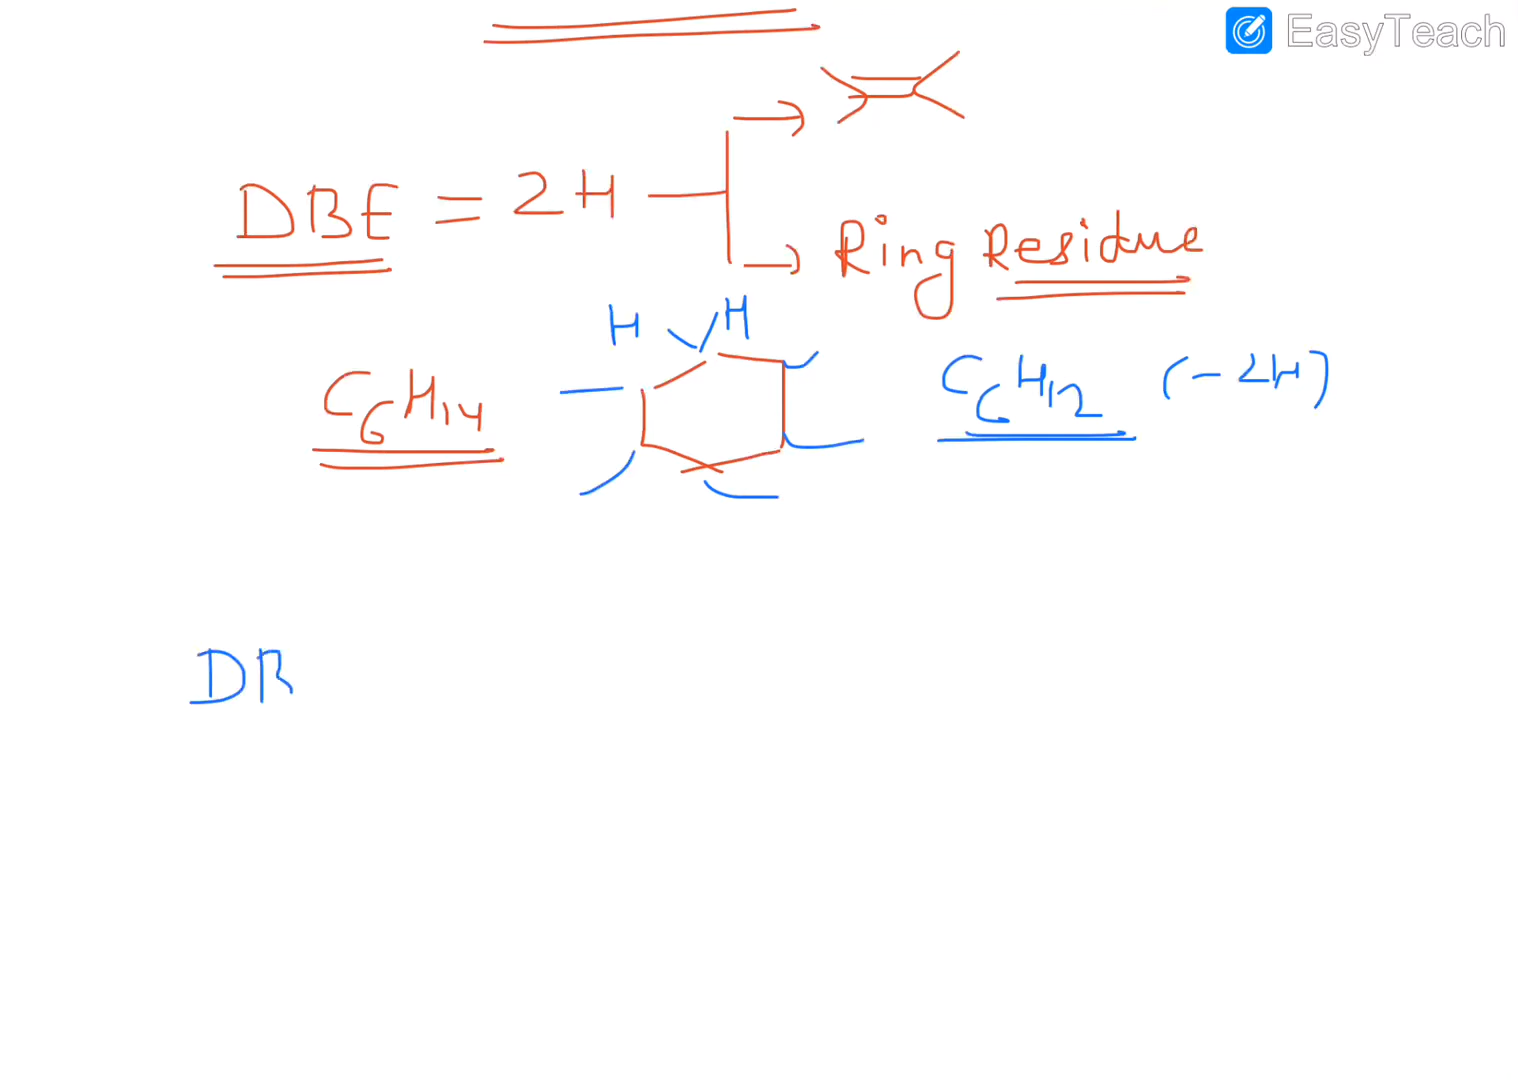 EasyTeach
DBE = 2H → Ring Residue
H H
C6H14 C6H12 (-2H)
DB